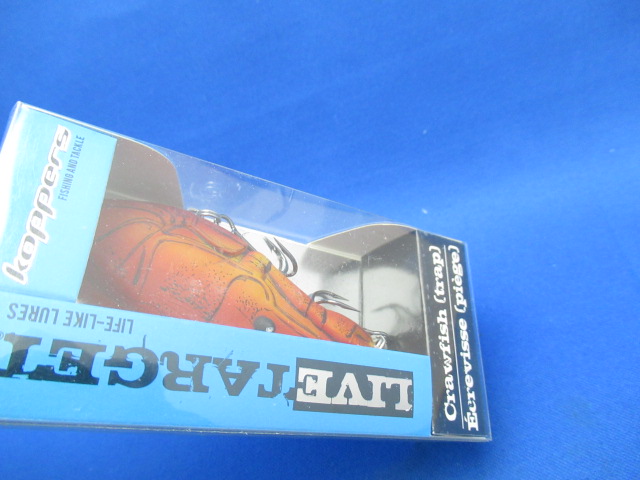 koppers
FISHING AND TACKLE
LIFE-LIKE LURES
LIVETARGET
Crawfish (trap)
Écrevisse (piège)